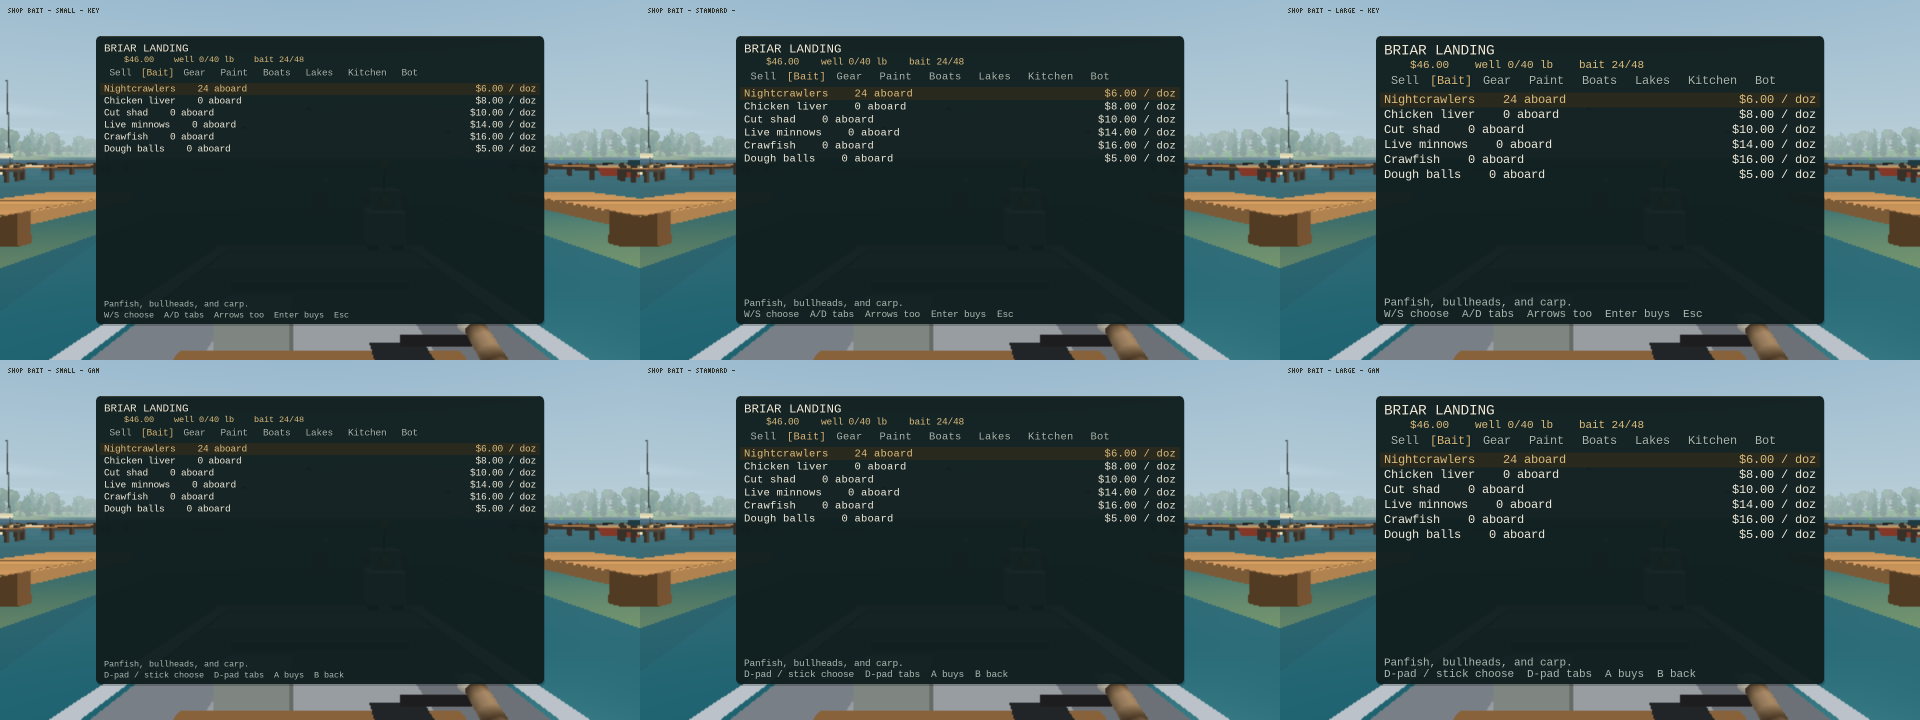 SHOP BAIT - SMALL - KEY
BRIAR LANDING
$46.00 well 0/40 lb bait 24/48
Sell [Bait] Gear Paint Boats Lakes Kitchen Bot
Nightcrawlers 24 aboard $6.00 / doz
Chicken liver 0 aboard $8.00 / doz
Cut shad 0 aboard $10.00 / doz
Live minnows 0 aboard $14.00 / doz
Crawfish 0 aboard $16.00 / doz
Dough balls 0 aboard $5.00 / doz
Panfish, bullheads, and carp.
W/S choose A/D tabs Arrows too Enter buys Esc
SHOP BAIT - STANDARD -
BRIAR LANDING
$46.00 well 0/40 lb bait 24/48
Sell [Bait] Gear Paint Boats Lakes Kitchen Bot
Nightcrawlers 24 aboard $6.00 / doz
Chicken liver 0 aboard $8.00 / doz
Cut shad 0 aboard $10.00 / doz
Live minnows 0 aboard $14.00 / doz
Crawfish 0 aboard $16.00 / doz
Dough balls 0 aboard $5.00 / doz
Panfish, bullheads, and carp.
W/S choose A/D tabs Arrows too Enter buys Esc
SHOP BAIT - LARGE - KEY
BRIAR LANDING
$46.00 well 0/40 lb bait 24/48
Sell [Bait] Gear Paint Boats Lakes Kitchen Bot
Nightcrawlers 24 aboard $6.00 / doz
Chicken liver 0 aboard $8.00 / doz
Cut shad 0 aboard $10.00 / doz
Live minnows 0 aboard $14.00 / doz
Crawfish 0 aboard $16.00 / doz
Dough balls 0 aboard $5.00 / doz
Panfish, bullheads, and carp.
W/S choose A/D tabs Arrows too Enter buys Esc
SHOP BAIT - SMALL - GAM
BRIAR LANDING
$46.00 well 0/40 lb bait 24/48
Sell [Bait] Gear Paint Boats Lakes Kitchen Bot
Nightcrawlers 24 aboard $6.00 / doz
Chicken liver 0 aboard $8.00 / doz
Cut shad 0 aboard $10.00 / doz
Live minnows 0 aboard $14.00 / doz
Crawfish 0 aboard $16.00 / doz
Dough balls 0 aboard $5.00 / doz
Panfish, bullheads, and carp.
D-pad / stick choose D-pad tabs A buys B back
SHOP BAIT - STANDARD -
BRIAR LANDING
$46.00 well 0/40 lb bait 24/48
Sell [Bait] Gear Paint Boats Lakes Kitchen Bot
Nightcrawlers 24 aboard $6.00 / doz
Chicken liver 0 aboard $8.00 / doz
Cut shad 0 aboard $10.00 / doz
Live minnows 0 aboard $14.00 / doz
Crawfish 0 aboard $16.00 / doz
Dough balls 0 aboard $5.00 / doz
Panfish, bullheads, and carp.
D-pad / stick choose D-pad tabs A buys B back
SHOP BAIT - LARGE - GAM
BRIAR LANDING
$46.00 well 0/40 lb bait 24/48
Sell [Bait] Gear Paint Boats Lakes Kitchen Bot
Nightcrawlers 24 aboard $6.00 / doz
Chicken liver 0 aboard $8.00 / doz
Cut shad 0 aboard $10.00 / doz
Live minnows 0 aboard $14.00 / doz
Crawfish 0 aboard $16.00 / doz
Dough balls 0 aboard $5.00 / doz
Panfish, bullheads, and carp.
D-pad / stick choose D-pad tabs A buys B back